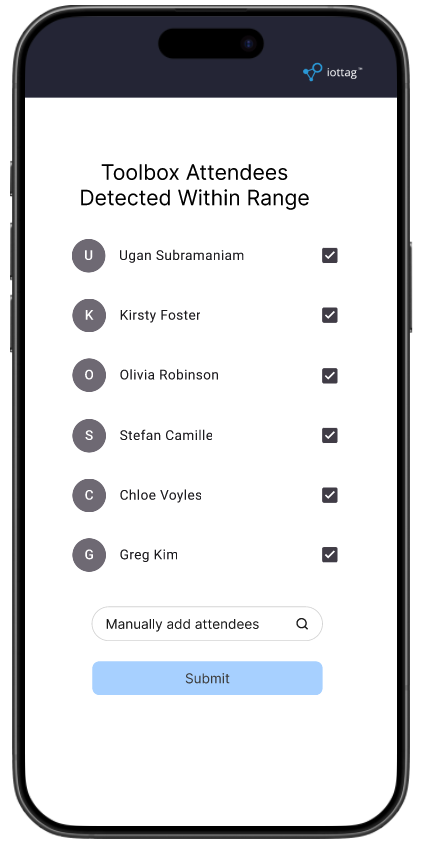 iottag™
Toolbox Attendees
Detected Within Range
U Ugan Subramaniam
K Kirsty Foster
O Olivia Robinson
S Stefan Camille
C Chloe Voyles
G Greg Kim
Manually add attendees
Submit